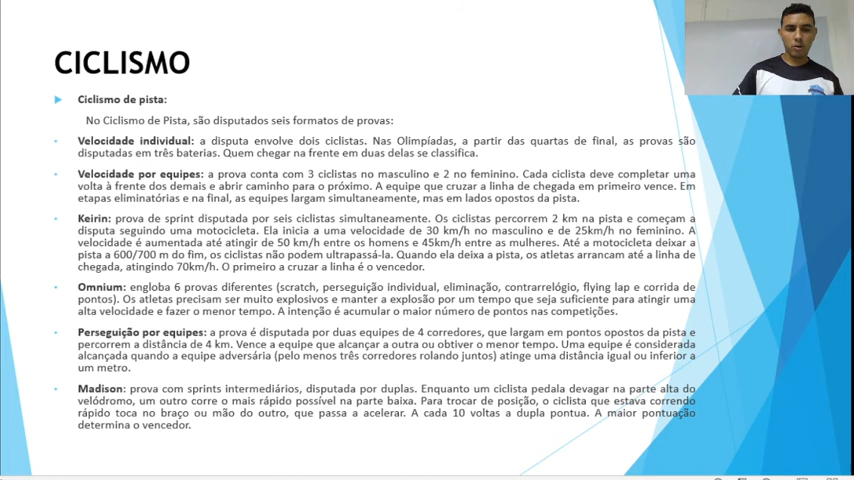 CICLISMO
Ciclismo de pista:
No Ciclismo de Pista, são disputados seis formatos de provas:
Velocidade individual: a disputa envolve dois ciclistas. Nas Olimpíadas, a partir das quartas de final, as provas são
disputadas em três baterias. Quem chegar na frente em duas delas se classifica.
Velocidade por equipes: a prova conta com 3 ciclistas no masculino e 2 no feminino. Cada ciclista deve completar uma
volta à frente dos demais e abrir caminho para o próximo. A equipe que cruzar a linha de chegada em primeiro vence. Em
etapas eliminatórias e na final, as equipes largam simultaneamente, mas em lados opostos da pista.
Keirin: prova de sprint disputada por seis ciclistas simultaneamente. Os ciclistas percorrem 2 km na pista e começam a
disputa seguindo uma motocicleta. Ela inicia a uma velocidade de 30 km/h no masculino e de 25km/h no feminino. A
velocidade é aumentada até atingir de 50 km/h entre os homens e 45km/h entre as mulheres. Até a motocicleta deixar a
pista a 600/700 m do fim, os ciclistas não podem ultrapassá-la. Quando ela deixa a pista, os atletas arrancam até a linha de
chegada, atingindo 70km/h. O primeiro a cruzar a linha é o vencedor.
Omnium: engloba 6 provas diferentes (scratch, perseguição individual, eliminação, contrarrelógio, flying lap e corrida de
pontos). Os atletas precisam ser muito explosivos e manter a explosão por um tempo que seja suficiente para atingir uma
alta velocidade e fazer o menor tempo. A intenção é acumular o maior número de pontos nas competições.
Perseguição por equipes: a prova é disputada por duas equipes de 4 corredores, que largam em pontos opostos da pista e
percorrem a distância de 4 km. Vence a equipe que alcançar a outra ou obtiver o menor tempo. Uma equipe é considerada
alcançada quando a equipe adversária (pelo menos três corredores rolando juntos) atinge uma distância igual ou inferior a
um metro.
Madison: prova com sprints intermediários, disputada por duplas. Enquanto um ciclista pedala devagar na parte alta do
velódromo, um outro corre o mais rápido possível na parte baixa. Para trocar de posição, o ciclista que estava correndo
rápido toca no braço ou mão do outro, que passa a acelerar. A cada 10 voltas a dupla pontua. A maior pontuação
determina o vencedor.